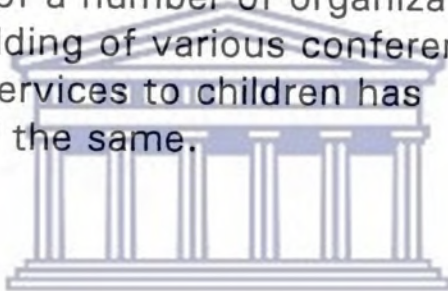 of a number of organiza
ding of various conferen
ervices to children has
the same.